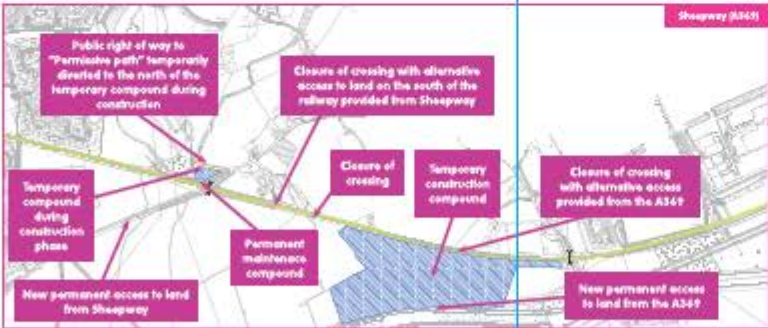 Sheepway (A369)
Public right of way to
"Permissive path" temporarily
diverted to the north of the
temporary compound during
construction
Closure of crossing with alternative
access to land on the south of the
railway provided from Sheepway
Closure of
crossing
Temporary
construction
compound
Closure of crossing
with alternative access
provided from the A369
Temporary
compound
during
construction
phase
Permanent
maintenace
compound
New permanent access to land
from Sheepway
New permanent access
to land from the A369